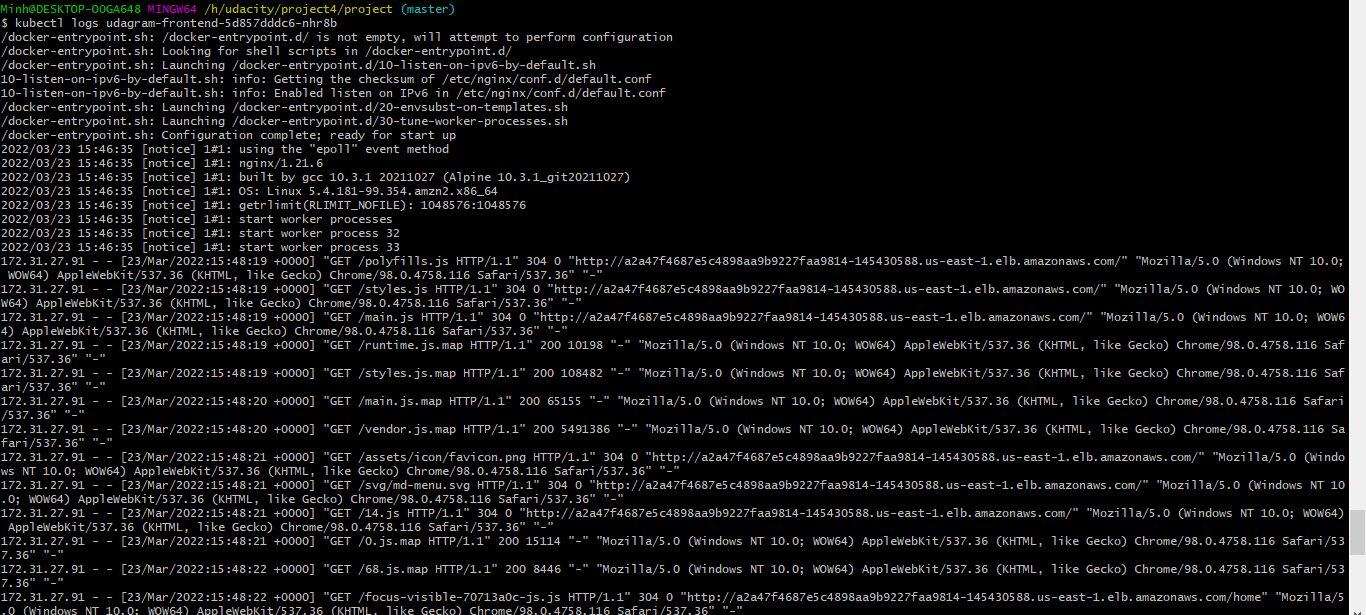 Minh@DESKTOP-OOGA648 MINGW64 /h/udacity/project4/project (master)
$ kubectl logs udagram-frontend-5d857dddc6-nhr8b
/docker-entrypoint.sh: /docker-entrypoint.d/ is not empty, will attempt to perform configuration
/docker-entrypoint.sh: Looking for shell scripts in /docker-entrypoint.d/
/docker-entrypoint.sh: Launching /docker-entrypoint.d/10-listen-on-ipv6-by-default.sh
10-listen-on-ipv6-by-default.sh: info: Getting the checksum of /etc/nginx/conf.d/default.conf
10-listen-on-ipv6-by-default.sh: info: Enabled listen on IPv6 in /etc/nginx/conf.d/default.conf
/docker-entrypoint.sh: Launching /docker-entrypoint.d/20-envsubst-on-templates.sh
/docker-entrypoint.sh: Launching /docker-entrypoint.d/30-tune-worker-processes.sh
/docker-entrypoint.sh: Configuration complete; ready for start up
2022/03/23 15:46:35 [notice] 1#1: using the "epoll" event method
2022/03/23 15:46:35 [notice] 1#1: nginx/1.21.6
2022/03/23 15:46:35 [notice] 1#1: built by gcc 10.3.1 20211027 (Alpine 10.3.1_git20211027)
2022/03/23 15:46:35 [notice] 1#1: OS: Linux 5.4.181-99.354.amzn2.x86_64
2022/03/23 15:46:35 [notice] 1#1: getrlimit(RLIMIT_NOFILE): 1048576:1048576
2022/03/23 15:46:35 [notice] 1#1: start worker processes
2022/03/23 15:46:35 [notice] 1#1: start worker process 32
2022/03/23 15:46:35 [notice] 1#1: start worker process 33
172.31.27.91 - - [23/Mar/2022:15:48:19 +0000] "GET /polyfills.js HTTP/1.1" 304 0 "http://a2a47f4687e5c4898aa9b9227faa9814-145430588.us-east-1.elb.amazonaws.com/" "Mozilla/5.0 (Windows NT 10.0;
 WOW64) AppleWebKit/537.36 (KHTML, like Gecko) Chrome/98.0.4758.116 Safari/537.36" "-"
172.31.27.91 - - [23/Mar/2022:15:48:19 +0000] "GET /styles.js HTTP/1.1" 304 0 "http://a2a47f4687e5c4898aa9b9227faa9814-145430588.us-east-1.elb.amazonaws.com/" "Mozilla/5.0 (Windows NT 10.0; WO
W64) AppleWebKit/537.36 (KHTML, like Gecko) Chrome/98.0.4758.116 Safari/537.36" "-"
172.31.27.91 - - [23/Mar/2022:15:48:19 +0000] "GET /main.js HTTP/1.1" 304 0 "http://a2a47f4687e5c4898aa9b9227faa9814-145430588.us-east-1.elb.amazonaws.com/" "Mozilla/5.0 (Windows NT 10.0; WOW6
4) AppleWebKit/537.36 (KHTML, like Gecko) Chrome/98.0.4758.116 Safari/537.36" "-"
172.31.27.91 - - [23/Mar/2022:15:48:19 +0000] "GET /runtime.js.map HTTP/1.1" 200 10198 "-" "Mozilla/5.0 (Windows NT 10.0; WOW64) AppleWebKit/537.36 (KHTML, like Gecko) Chrome/98.0.4758.116 Saf
ari/537.36" "-"
172.31.27.91 - - [23/Mar/2022:15:48:19 +0000] "GET /styles.js.map HTTP/1.1" 200 108482 "-" "Mozilla/5.0 (Windows NT 10.0; WOW64) AppleWebKit/537.36 (KHTML, like Gecko) Chrome/98.0.4758.116 Saf
ari/537.36" "-"
172.31.27.91 - - [23/Mar/2022:15:48:20 +0000] "GET /main.js.map HTTP/1.1" 200 65155 "-" "Mozilla/5.0 (Windows NT 10.0; WOW64) AppleWebKit/537.36 (KHTML, like Gecko) Chrome/98.0.4758.116 Safari
/537.36" "-"
172.31.27.91 - - [23/Mar/2022:15:48:20 +0000] "GET /vendor.js.map HTTP/1.1" 200 5491386 "-" "Mozilla/5.0 (Windows NT 10.0; WOW64) AppleWebKit/537.36 (KHTML, like Gecko) Chrome/98.0.4758.116 Sa
fari/537.36" "-"
172.31.27.91 - - [23/Mar/2022:15:48:21 +0000] "GET /assets/icon/favicon.png HTTP/1.1" 304 0 "http://a2a47f4687e5c4898aa9b9227faa9814-145430588.us-east-1.elb.amazonaws.com/" "Mozilla/5.0 (Windo
ws NT 10.0; WOW64) AppleWebKit/537.36 (KHTML, like Gecko) Chrome/98.0.4758.116 Safari/537.36" "-"
172.31.27.91 - - [23/Mar/2022:15:48:21 +0000] "GET /svg/md-menu.svg HTTP/1.1" 304 0 "http://a2a47f4687e5c4898aa9b9227faa9814-145430588.us-east-1.elb.amazonaws.com/" "Mozilla/5.0 (Windows NT 10
.0; WOW64) AppleWebKit/537.36 (KHTML, like Gecko) Chrome/98.0.4758.116 Safari/537.36" "-"
172.31.27.91 - - [23/Mar/2022:15:48:21 +0000] "GET /14.js HTTP/1.1" 304 0 "http://a2a47f4687e5c4898aa9b9227faa9814-145430588.us-east-1.elb.amazonaws.com/" "Mozilla/5.0 (Windows NT 10.0; WOW64)
 AppleWebKit/537.36 (KHTML, like Gecko) Chrome/98.0.4758.116 Safari/537.36" "-"
172.31.27.91 - - [23/Mar/2022:15:48:21 +0000] "GET /0.js.map HTTP/1.1" 200 15114 "-" "Mozilla/5.0 (Windows NT 10.0; WOW64) AppleWebKit/537.36 (KHTML, like Gecko) Chrome/98.0.4758.116 Safari/53
7.36" "-"
172.31.27.91 - - [23/Mar/2022:15:48:22 +0000] "GET /68.js.map HTTP/1.1" 200 8446 "-" "Mozilla/5.0 (Windows NT 10.0; WOW64) AppleWebKit/537.36 (KHTML, like Gecko) Chrome/98.0.4758.116 Safari/53
7.36" "-"
172.31.27.91 - - [23/Mar/2022:15:48:22 +0000] "GET /focus-visible-70713a0c-js.js HTTP/1.1" 304 0 "http://a2a47f4687e5c4898aa9b9227faa9814-145430588.us-east-1.elb.amazonaws.com/home" "Mozilla/5
.0 (Windows NT 10.0; WOW64) AppleWebKit/537.36 (KHTML, like Gecko) Chrome/98.0.4758.116 Safari/537.36" "-"